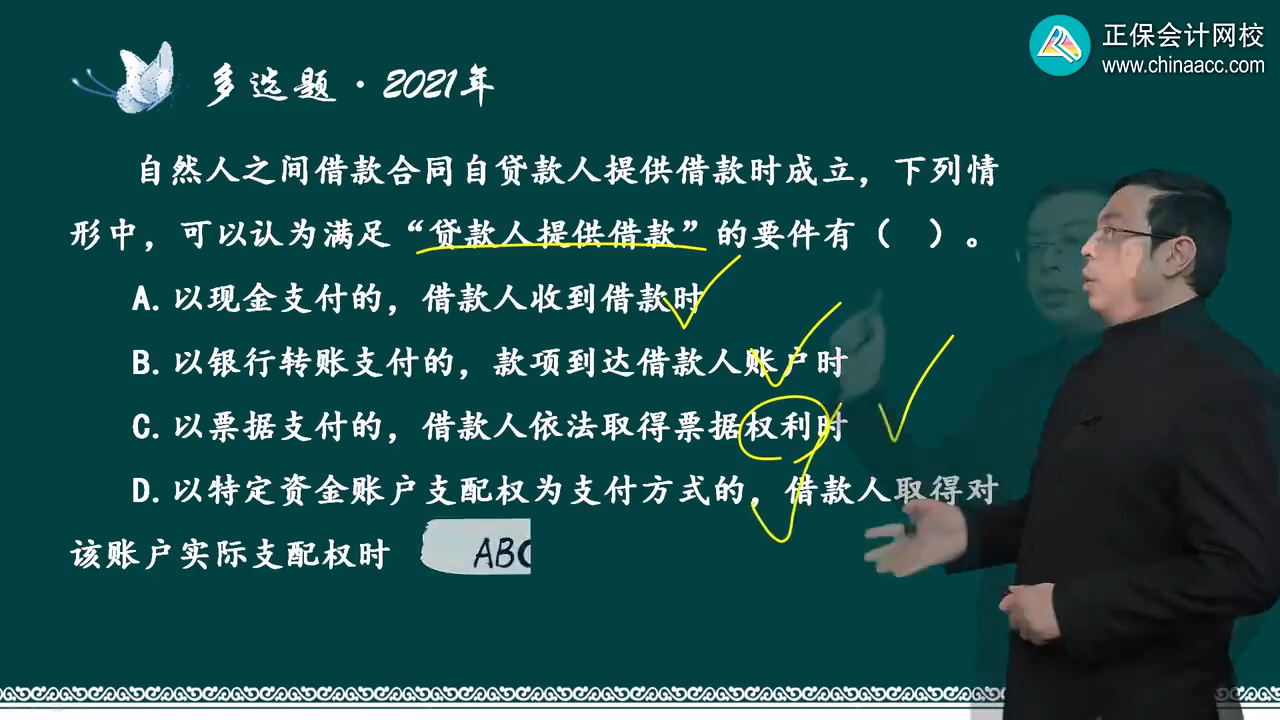 正保会计网校
www.chinaacc.com
多选题·2021年
自然人之间借款合同自贷款人提供借款时成立，下列情
形中，可以认为满足“贷款人提供借款”的要件有（ ）。
A. 以现金支付的，借款人收到借款时
B. 以银行转账支付的，款项到达借款人账户时
C. 以票据支付的，借款人依法取得票据权利时
D. 以特定资金账户支配权为支付方式的，借款人取得对
该账户实际支配权时
ABC